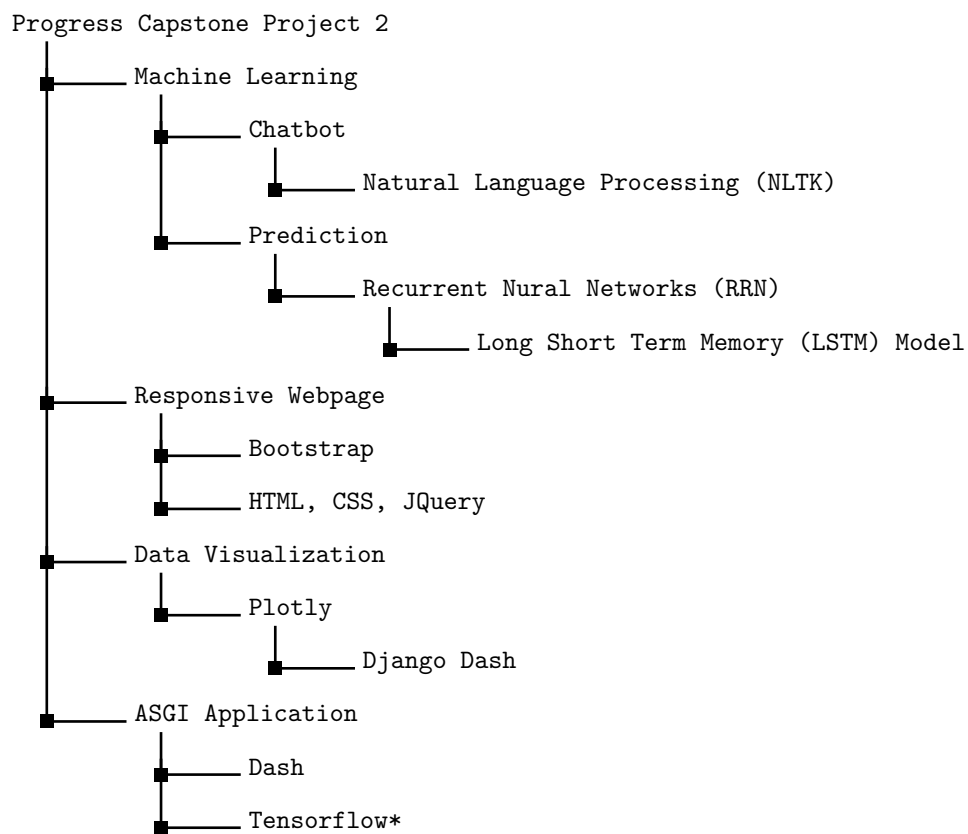 Progress Capstone Project 2
Machine Learning
Chatbot
Natural Language Processing (NLTK)
Prediction
Recurrent Nural Networks (RRN)
Long Short Term Memory (LSTM) Model
Responsive Webpage
Bootstrap
HTML, CSS, JQuery
Data Visualization
Plotly
Django Dash
ASGI Application
Dash
Tensorflow*